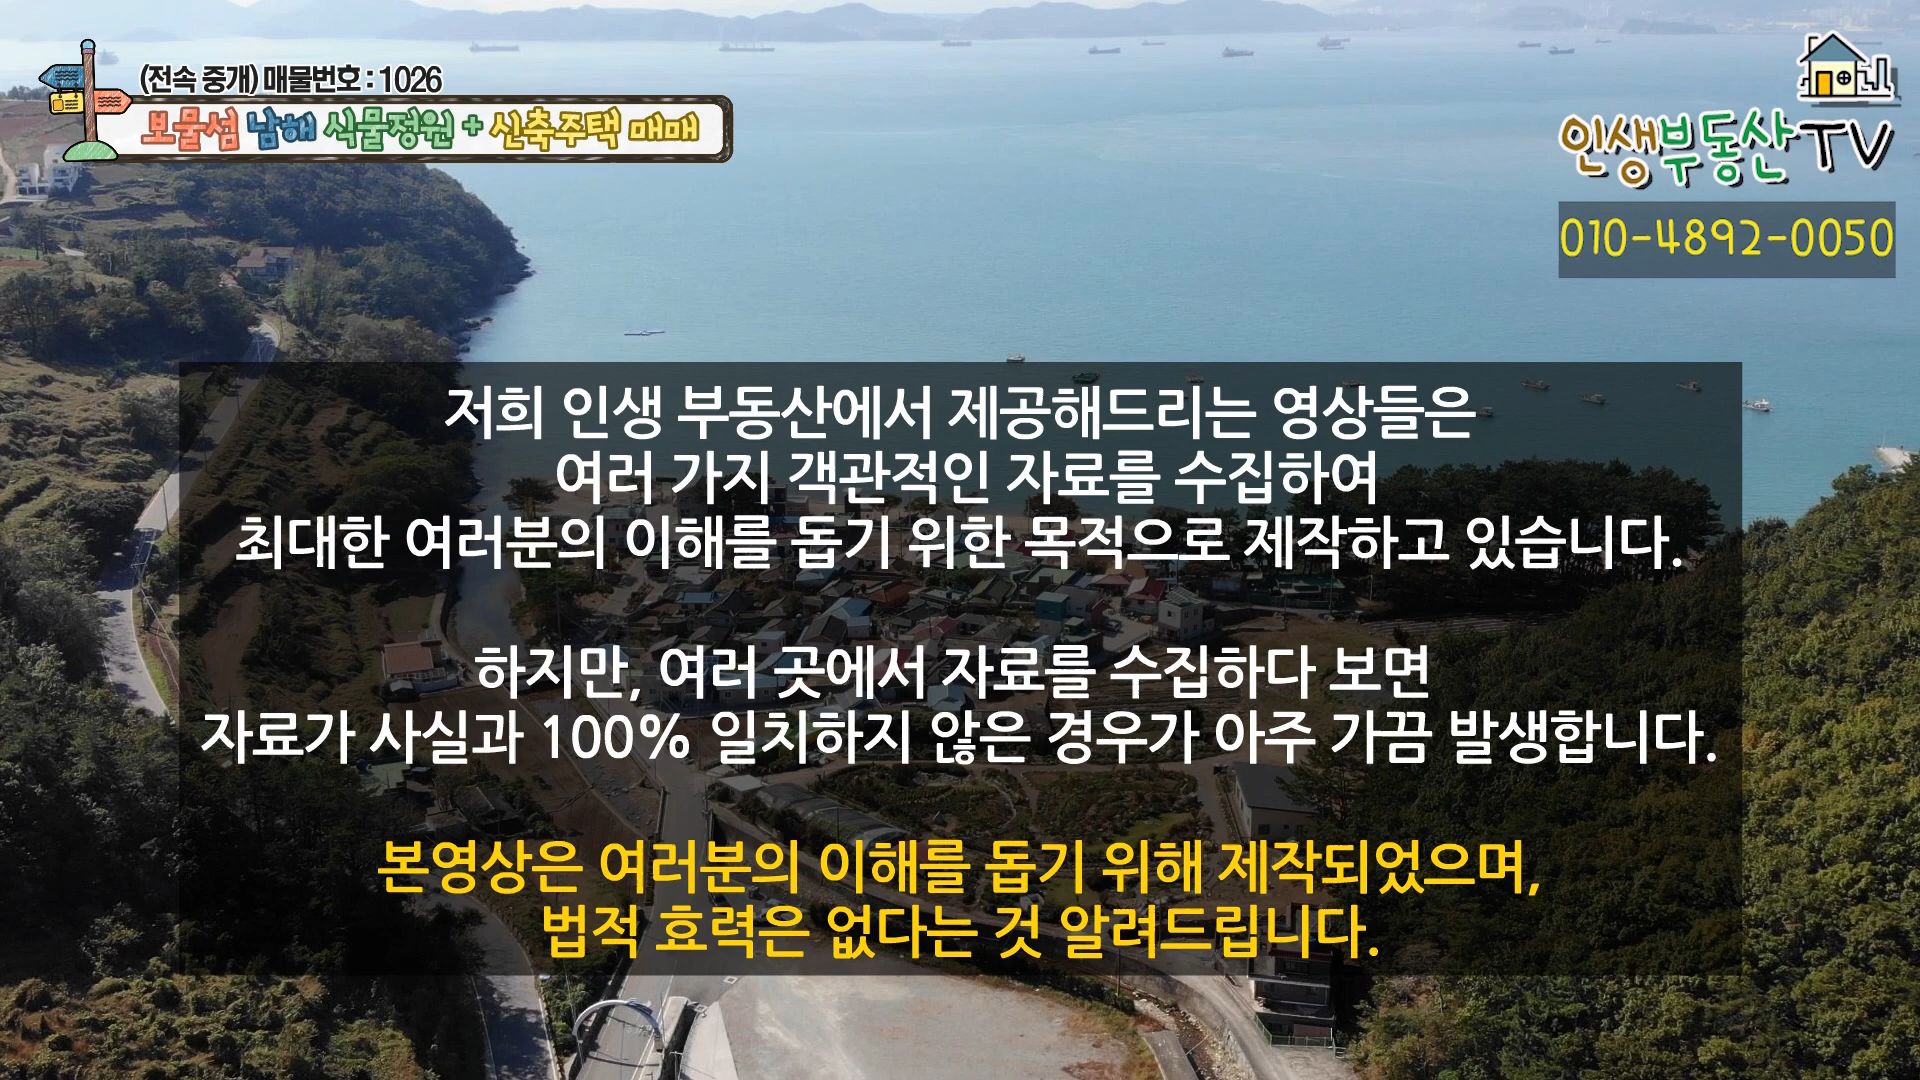 (전속 중개) 매물번호 : 1026
보물섬 남해 식물정원 + 신축주택 매매
인생부동산TV
010-4892-0050
저희 인생 부동산에서 제공해드리는 영상들은
여러 가지 객관적인 자료를 수집하여
최대한 여러분의 이해를 돕기 위한 목적으로 제작하고 있습니다.
하지만, 여러 곳에서 자료를 수집하다 보면
자료가 사실과 100% 일치하지 않은 경우가 아주 가끔 발생합니다.
본영상은 여러분의 이해를 돕기 위해 제작되었으며,
법적 효력은 없다는 것 알려드립니다.